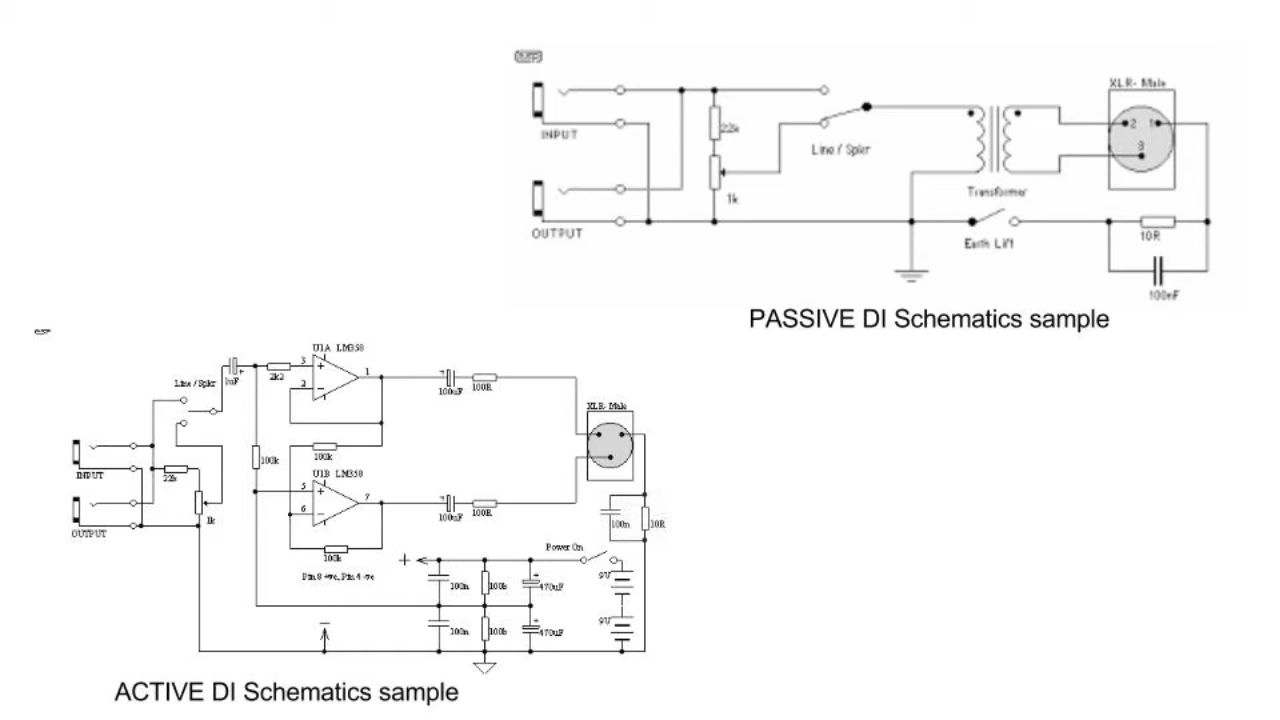 ESP
XLR- Male
INPUT
22k
2
1
3
Line / Spkr
1k
Transformer
OUTPUT
Earth Lift
10R
100nF
PASSIVE DI Schematics sample
ESP
U1A LM358
Line / Spkr
1uF
+
2k2
3
+
2
-
1
100uF
100R
XLR- Male
100k
100k
INPUT
22k
U1B LM358
5
+
6
-
7
OUTPUT
1k
100uF
100R
100n
10R
100k
Power On
+
Pin 8 +ve, Pin 4 -ve
100n
100k
+
470uF
9V
-
100n
100k
+
470uF
9V
ACTIVE DI Schematics sample